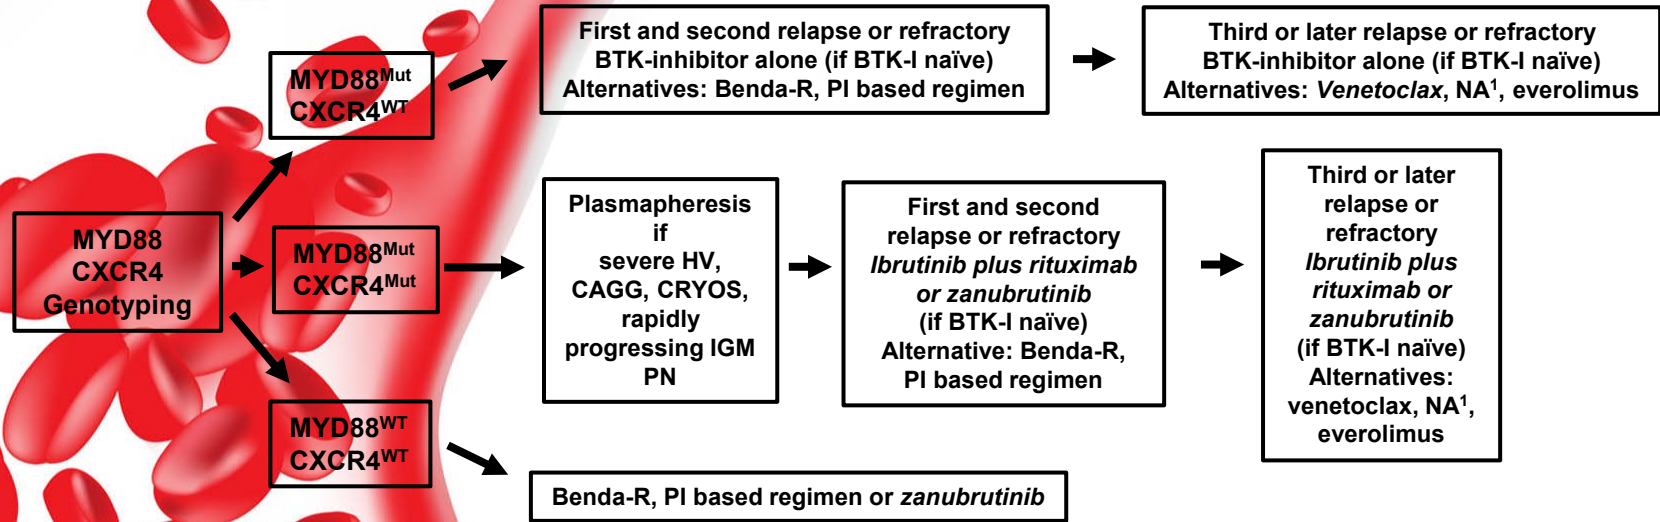 MYD88
CXCR4
Genotyping
MYD88Mut
CXCR4WT
First and second relapse or refractory
BTK-inhibitor alone (if BTK-I naïve)
Alternatives: Benda-R, PI based regimen
Third or later relapse or refractory
BTK-inhibitor alone (if BTK-I naïve)
Alternatives: Venetoclax, NA1, everolimus
MYD88Mut
CXCR4Mut
Plasmapheresis
if
severe HV,
CAGG, CRYOS,
rapidly
progressing IGM
PN
First and second
relapse or refractory
Ibrutinib plus rituximab
or zanubrutinib
(if BTK-I naïve)
Alternative: Benda-R,
PI based regimen
Third or later
relapse or
refractory
Ibrutinib plus
rituximab or
zanubrutinib
(if BTK-I naïve)
Alternatives:
venetoclax, NA1,
everolimus
MYD88WT
CXCR4WT
Benda-R, PI based regimen or zanubrutinib